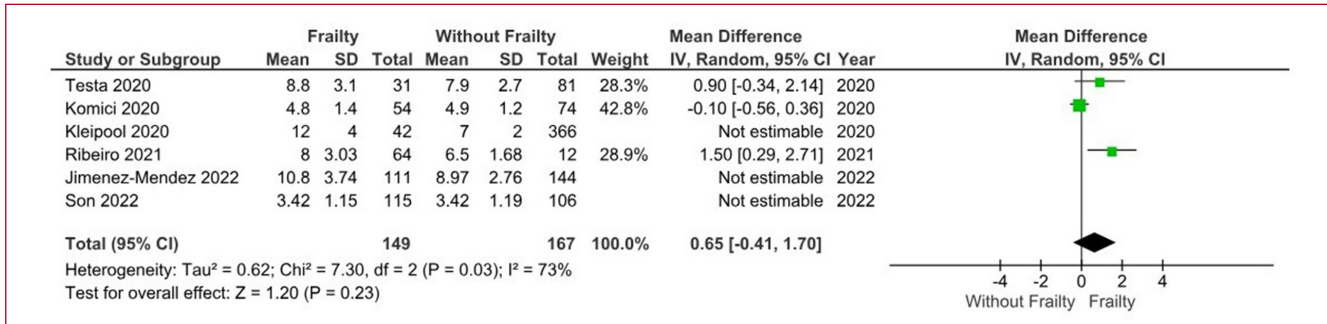 Frailty Without Frailty Mean Difference Mean Difference
Study or Subgroup Mean SD Total Mean SD Total Weight IV, Random, 95% CI Year IV, Random, 95% CI
Testa 2020 8.8 3.1 31 7.9 2.7 81 28.3% 0.90 [-0.34, 2.14] 2020
Komici 2020 4.8 1.4 54 4.9 1.2 74 42.8% -0.10 [-0.56, 0.36] 2020
Kleipool 2020 12 4 42 7 2 366 Not estimable 2020
Ribeiro 2021 8 3.03 64 6.5 1.68 12 28.9% 1.50 [0.29, 2.71] 2021
Jimenez-Mendez 2022 10.8 3.74 111 8.97 2.76 144 Not estimable 2022
Son 2022 3.42 1.15 115 3.42 1.19 106 Not estimable 2022
Total (95% CI) 149 167 100.0% 0.65 [-0.41, 1.70]
Heterogeneity: Tau² = 0.62; Chi² = 7.30, df = 2 (P = 0.03); I² = 73%
Test for overall effect: Z = 1.20 (P = 0.23)
-4 -2 0 2 4
Without Frailty Frailty